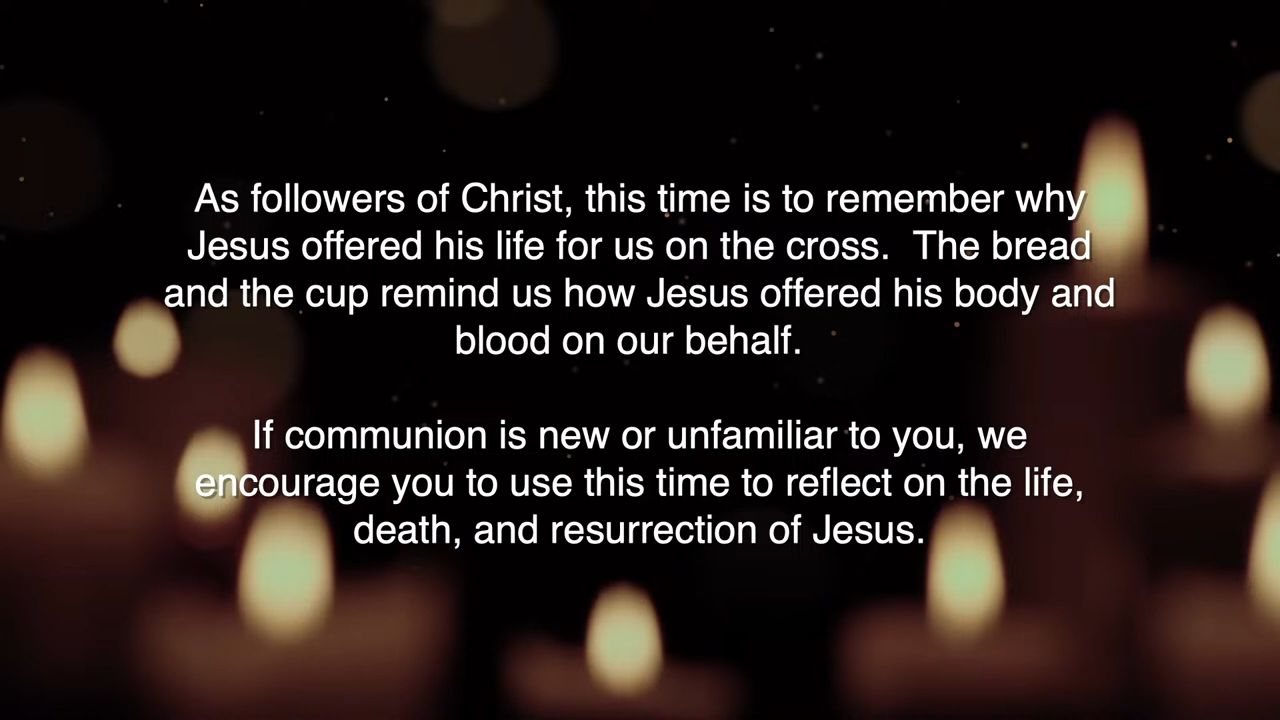 As followers of Christ, this time is to remember why
Jesus offered his life for us on the cross.  The bread
and the cup remind us how Jesus offered his body and
blood on our behalf.
If communion is new or unfamiliar to you, we
encourage you to use this time to reflect on the life,
death, and resurrection of Jesus.